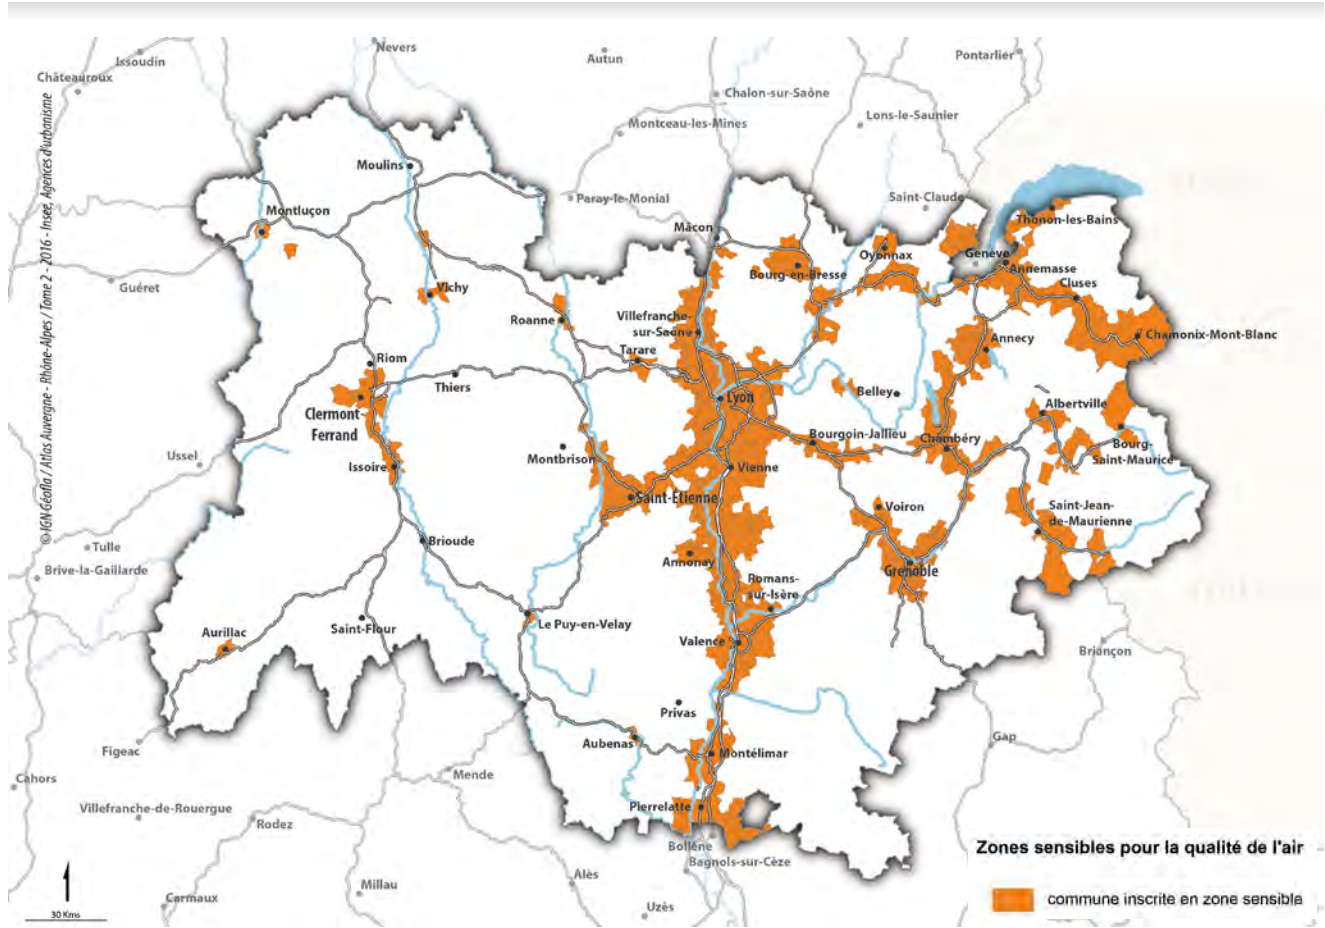 Nevers
Pontarlier
Issoudin
Autun
Châteauroux
Chalon-sur-Saône
Lons-le-Saunier
Montceau-les-Mines
© IGN-Géofla / Atlas Auvergne - Rhône-Alpes / Tome 2 - 2016 - Insee, Agences d'urbanisme
Moulins
Paray-le-Monial
Saint-Claude
Montluçon
Thonon-les-Bains
Mâcon
Genève
Oyonnax
Annemasse
Bourg-en-Bresse
Cluses
Guéret
Vichy
Villefranche-
sur-Saône
Roanne
Chamonix-Mont-Blanc
Annecy
Tarare
Riom
Thiers
Belley
Lyon
Albertville
Clermont-
Ferrand
Bourgoin-Jallieu
Chambéry
Bourg-
Saint-Maurice
Ussel
Montbrison
Issoire
Vienne
Saint-Etienne
Voiron
Saint-Jean-
de-Maurienne
Brioude
Tulle
Annonay
Grenoble
Brive-la-Gaillarde
Romans-
sur-Isère
Le Puy-en-Velay
Saint-Flour
Aurillac
Valence
Briançon
Privas
Gap
Aubenas
Figeac
Montélimar
Mende
Cahors
Villefranche-de-Rouergue
Pierrelatte
Rodez
Bollène
Bagnols-sur-Cèze
Zones sensibles pour la qualité de l'air
Alès
Millau
Carmaux
commune inscrite en zone sensible
Uzès
30 Kms